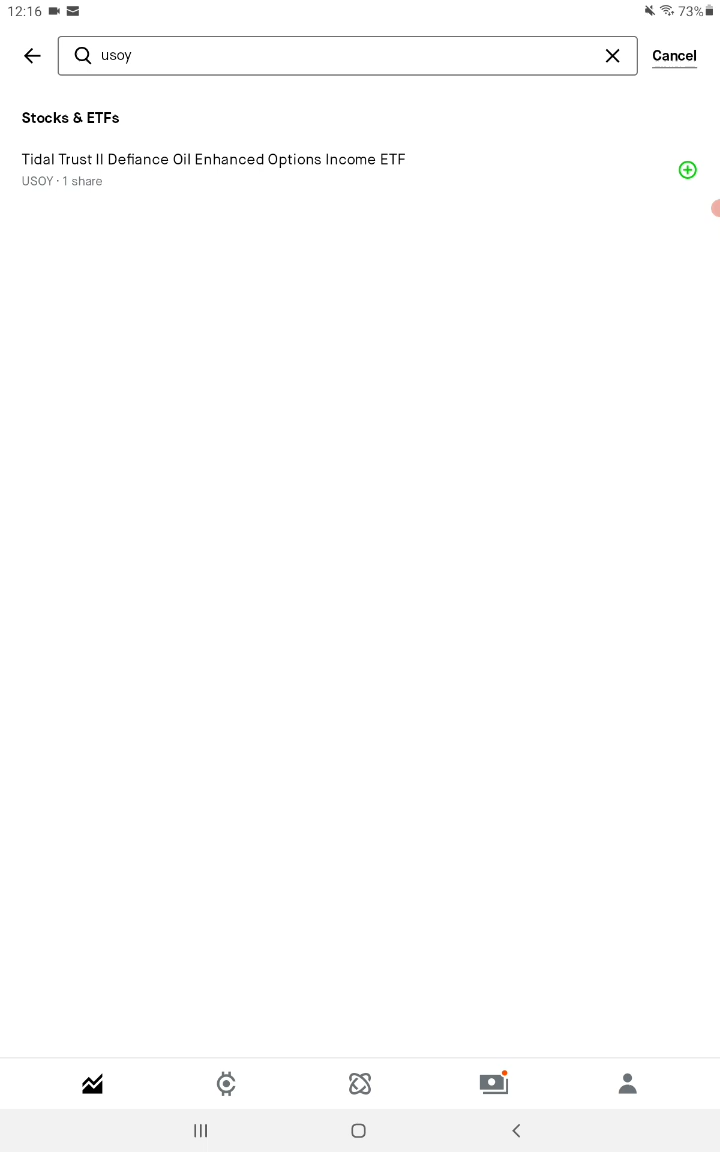 12:16
73%
usoy
Cancel
Stocks & ETFs
Tidal Trust II Defiance Oil Enhanced Options Income ETF
USOY · 1 share